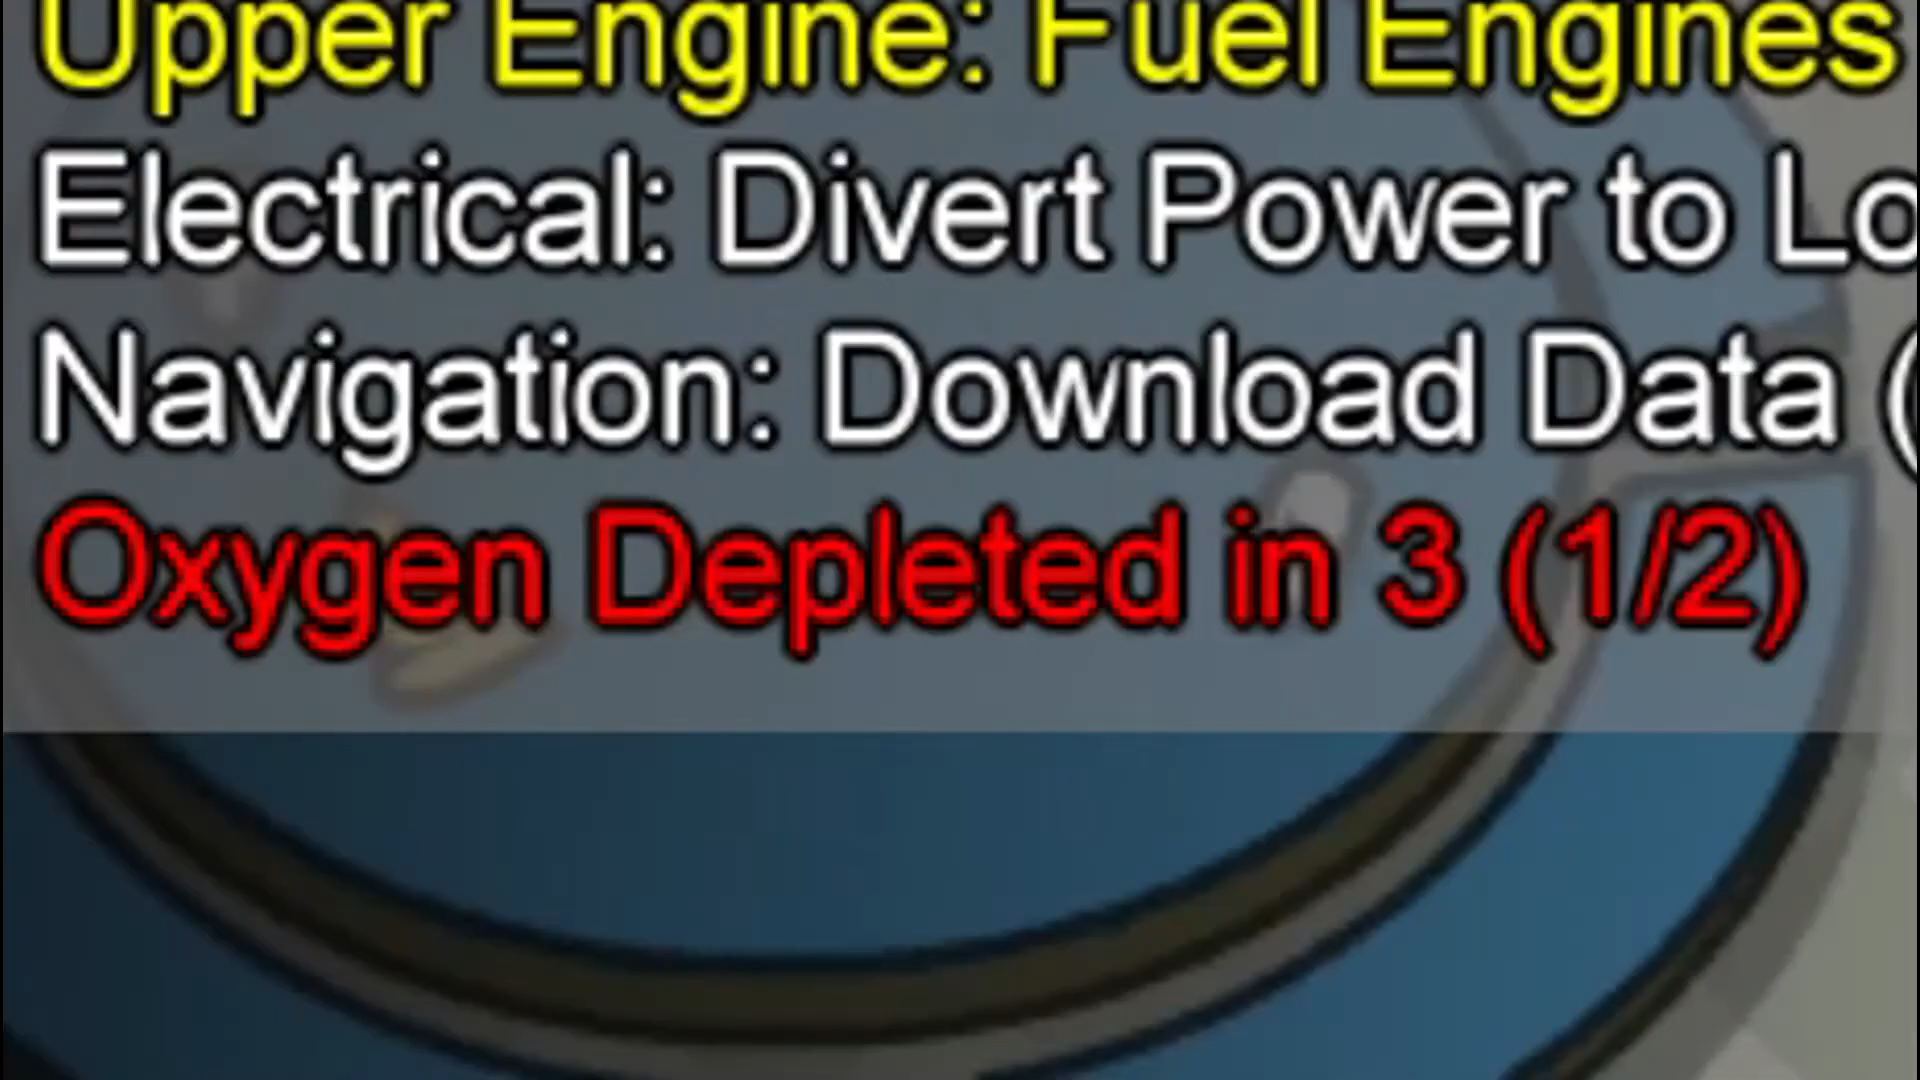 Upper Engine: Fuel Engines
Electrical: Divert Power to Lo
Navigation: Download Data (
Oxygen Depleted in 3 (1/2)